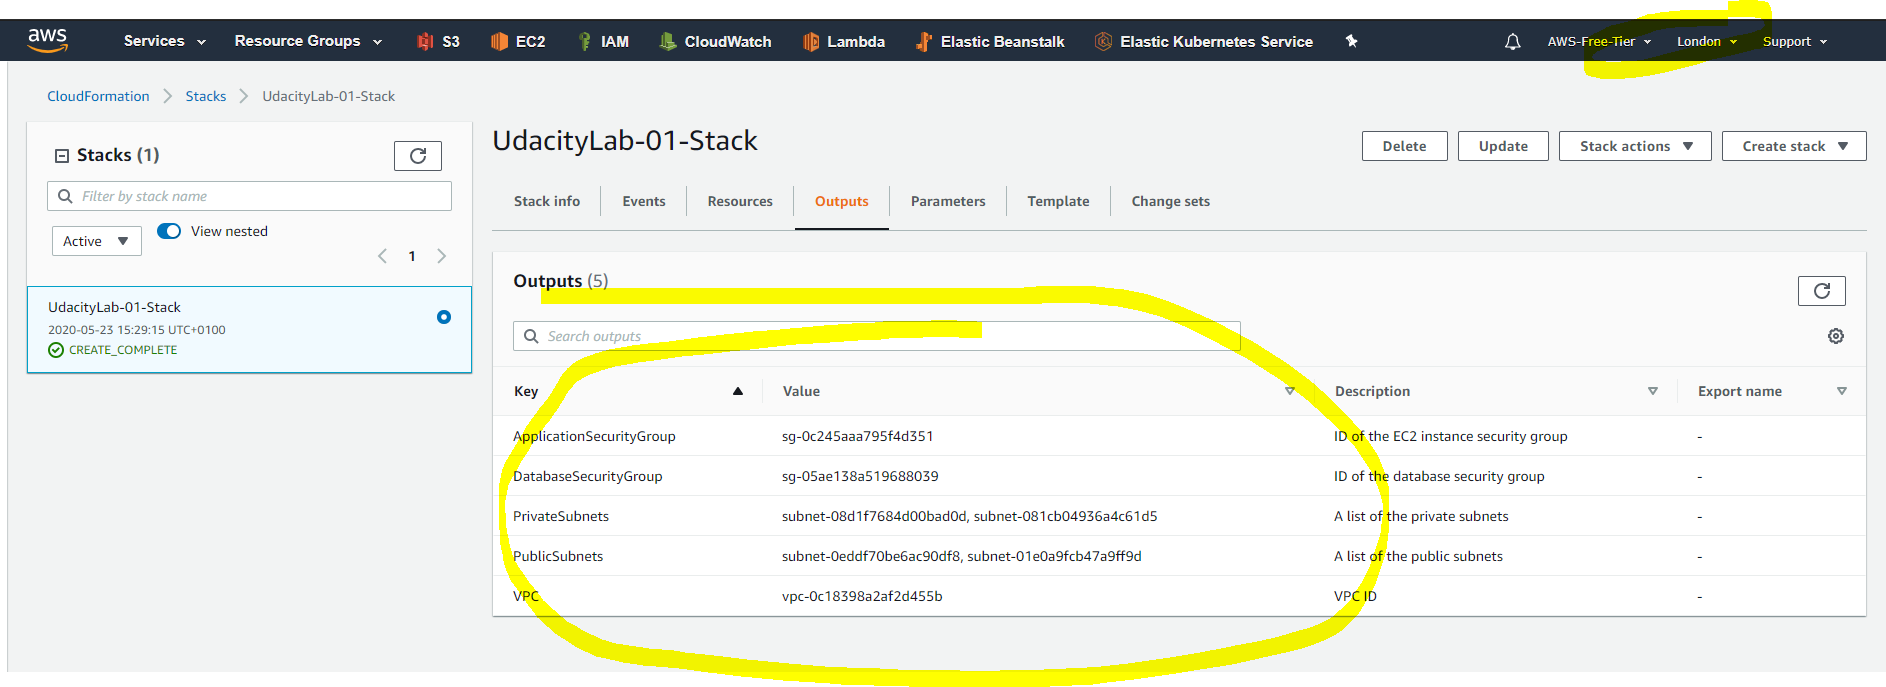 aws Services Resource Groups S3 EC2 IAM CloudWatch Lambda Elastic Beanstalk Elastic Kubernetes Service AWS-Free-Tier London Support
CloudFormation Stacks UdacityLab-01-Stack
Stacks (1)
Filter by stack name
Active View nested
1
UdacityLab-01-Stack
2020-05-23 15:29:15 UTC+0100
CREATE_COMPLETE
UdacityLab-01-Stack
Delete Update Stack actions Create stack
Stack info Events Resources Outputs Parameters Template Change sets
Outputs (5)
Search outputs
Key Value Description Export name
ApplicationSecurityGroup sg-0c245aaa795f4d351 ID of the EC2 instance security group -
DatabaseSecurityGroup sg-05ae138a519688039 ID of the database security group -
PrivateSubnets subnet-08d1f7684d00bad0d, subnet-081cb04936a4c61d5 A list of the private subnets -
PublicSubnets subnet-0eddf70be6ac90df8, subnet-01e0a9fcb47a9ff9d A list of the public subnets -
VPC vpc-0c18398a2af2d455b VPC ID -